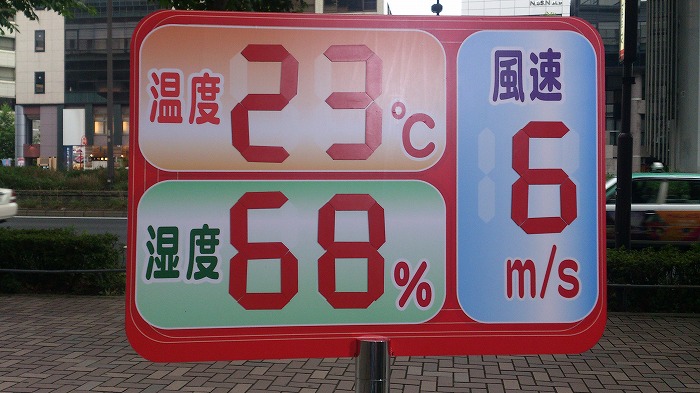 温度 23℃
湿度 68%
風速
6
m/s